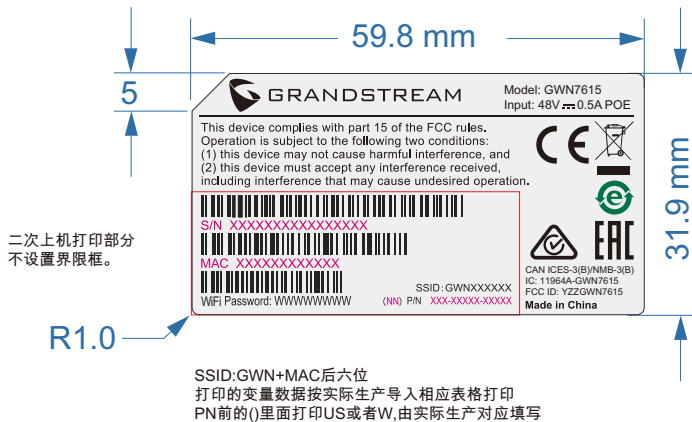 59.8 mm
5
GRANDSTREAM
Model: GWN7615
Input: 48V⎓0.5A POE
This device complies with part 15 of the FCC rules.
Operation is subject to the following two conditions:
(1) this device may not cause harmful interference, and
(2) this device must accept any interference received,
including interference that may cause undesired operation.
CE
31.9 mm
e
S/N XXXXXXXXXXXXXXXX
MAC XXXXXXXXXXXX
EAC
二次上机打印部分
不设置界限框。
SSID:GWNXXXXXX
WiFi Password: WWWWWWWW
(NN) P/N XXX-XXXXX-XXXXX
CAN ICES-3(B)/NMB-3(B)
IC: 11964A-GWN7615
FCC ID: YZZGWN7615
Made in China
R1.0
SSID:GWN+MAC后六位
打印的变量数据按实际生产导入相应表格打印
PN前的()里面打印US或者W,由实际生产对应填写